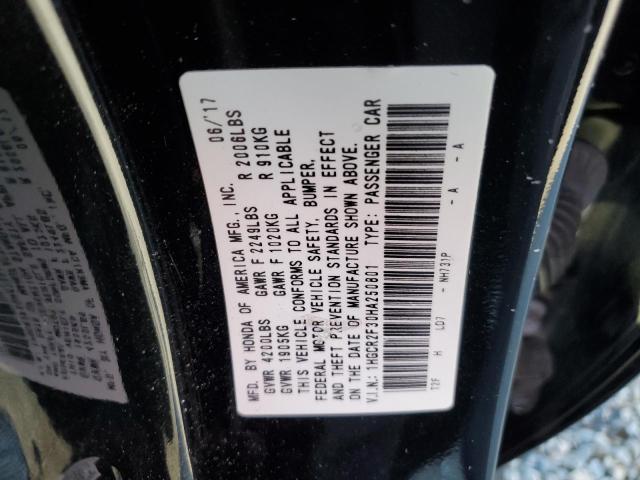 MFD. BY HONDA OF AMERICA MFG., INC. 06/'17
GVWR 4200LBS GAWR F 2249LBS R 2006LBS
GVWR 1905KG GAWR F 1020KG R 910KG
THIS VEHICLE CONFORMS TO ALL APPLICABLE
FEDERAL MOTOR VEHICLE SAFETY, BUMPER,
AND THEFT PREVENTION STANDARDS IN EFFECT
ON THE DATE OF MANUFACTURE SHOWN ABOVE.
V.I.N.: 1HGCR2F30HA250801 TYPE: PASSENGER CAR
T2F H LD7 - NH731P - A - A